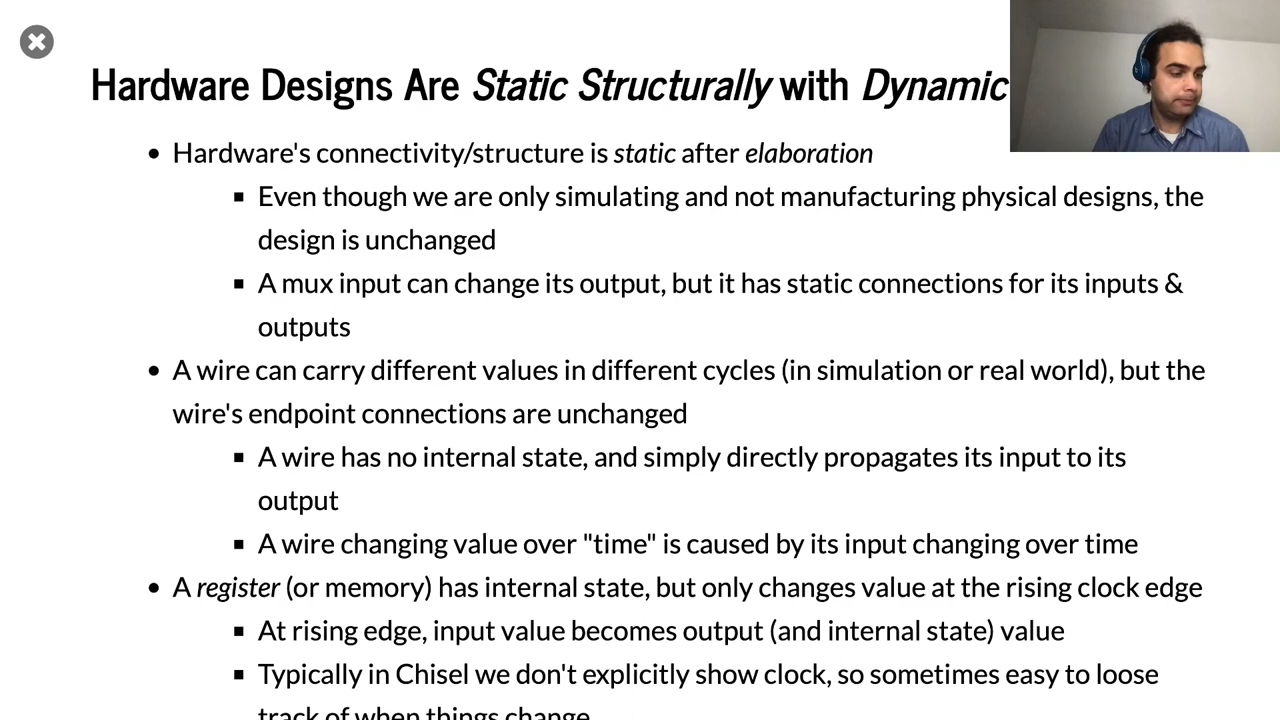 Hardware Designs Are Static Structurally with Dynamic
• Hardware's connectivity/structure is static after elaboration
▪ Even though we are only simulating and not manufacturing physical designs, the
design is unchanged
▪ A mux input can change its output, but it has static connections for its inputs &
outputs
• A wire can carry different values in different cycles (in simulation or real world), but the
wire's endpoint connections are unchanged
▪ A wire has no internal state, and simply directly propagates its input to its
output
▪ A wire changing value over "time" is caused by its input changing over time
• A register (or memory) has internal state, but only changes value at the rising clock edge
▪ At rising edge, input value becomes output (and internal state) value
▪ Typically in Chisel we don't explicitly show clock, so sometimes easy to loose
track of when things change